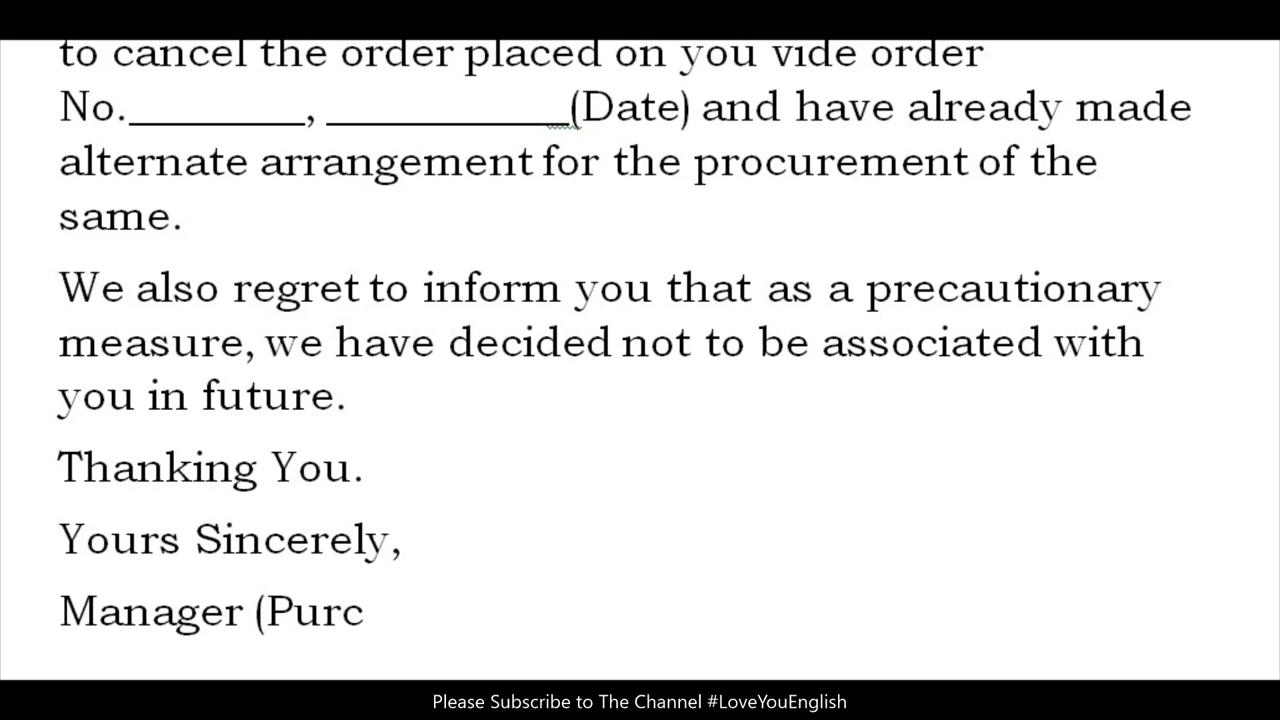 to cancel the order placed on you vide order
No.________, ___________(Date) and have already made
alternate arrangement for the procurement of the
same.
We also regret to inform you that as a precautionary
measure, we have decided not to be associated with
you in future.
Thanking You.
Yours Sincerely,
Manager (Purc
Please Subscribe to The Channel #LoveYouEnglish